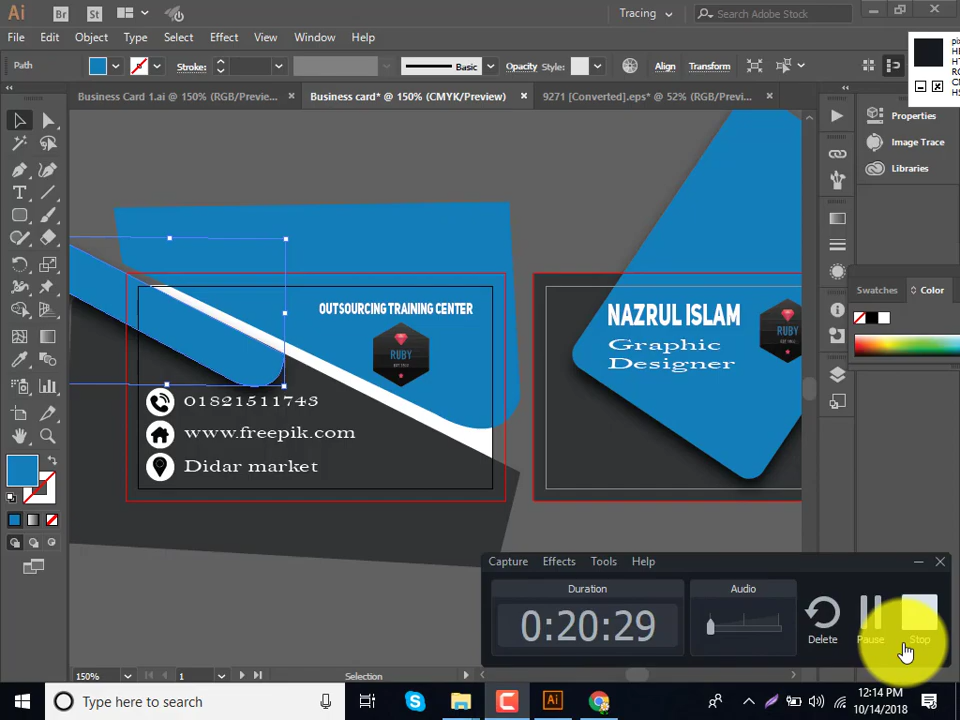 Ai Br St Tracing Search Adobe Stock
File Edit Object Type Select Effect View Window Help
Path Stroke: Basic Opacity Style: Align Transform
Business Card 1.ai @ 150% (RGB/Previe... × Business card* @ 150% (CMYK/Preview) × 9271 [Converted].eps* @ 52% (RGB/Previ... ×
Properties
Image Trace
Libraries
Swatches Color
OUTSOURCING TRAINING CENTER
RUBY
01821511743
www.freepik.com
Didar market
NAZRUL ISLAM
Graphic
Designer
RUBY
Capture Effects Tools Help
Duration Audio
0:20:29
Delete Pause Stop
150% 1 Selection
Type here to search
12:14 PM
10/14/2018